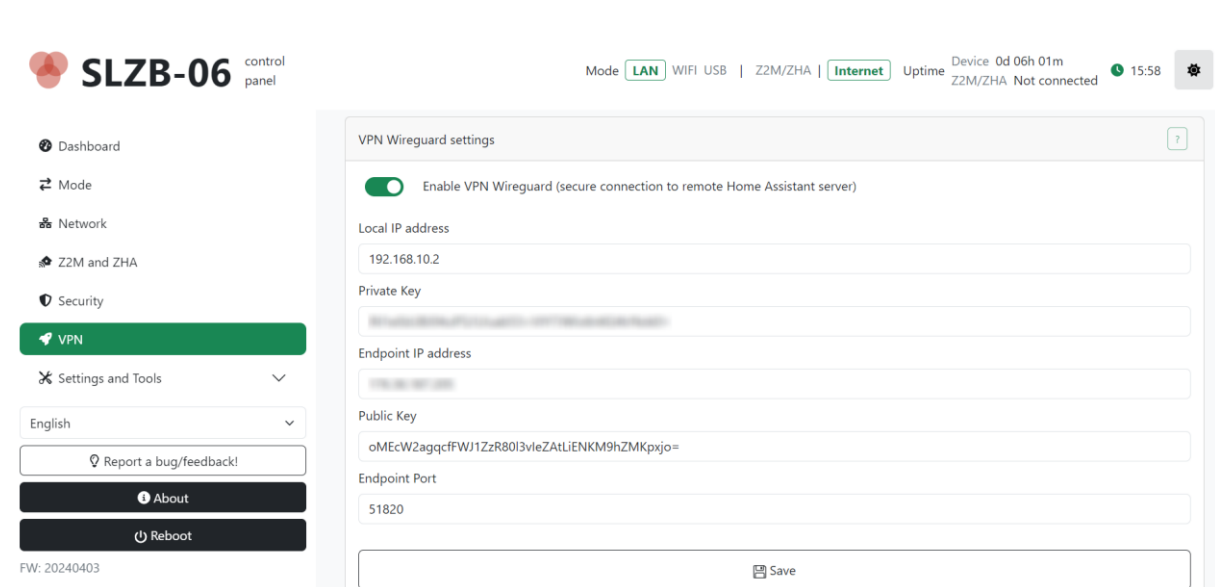 SLZB-06 control panel
Mode LAN WIFI USB | Z2M/ZHA | Internet Uptime Device 0d 06h 01m Z2M/ZHA Not connected 15:58
Dashboard
Mode
Network
Z2M and ZHA
Security
VPN
Settings and Tools
English
Report a bug/feedback!
About
Reboot
FW: 20240403
VPN Wireguard settings ?
Enable VPN Wireguard (secure connection to remote Home Assistant server)
Local IP address
192.168.10.2
Private Key
Endpoint IP address
Public Key
oMEcW2agqcfFWJ1ZzR80l3vIeZAtLiENKM9hZMKpxjo=
Endpoint Port
51820
Save